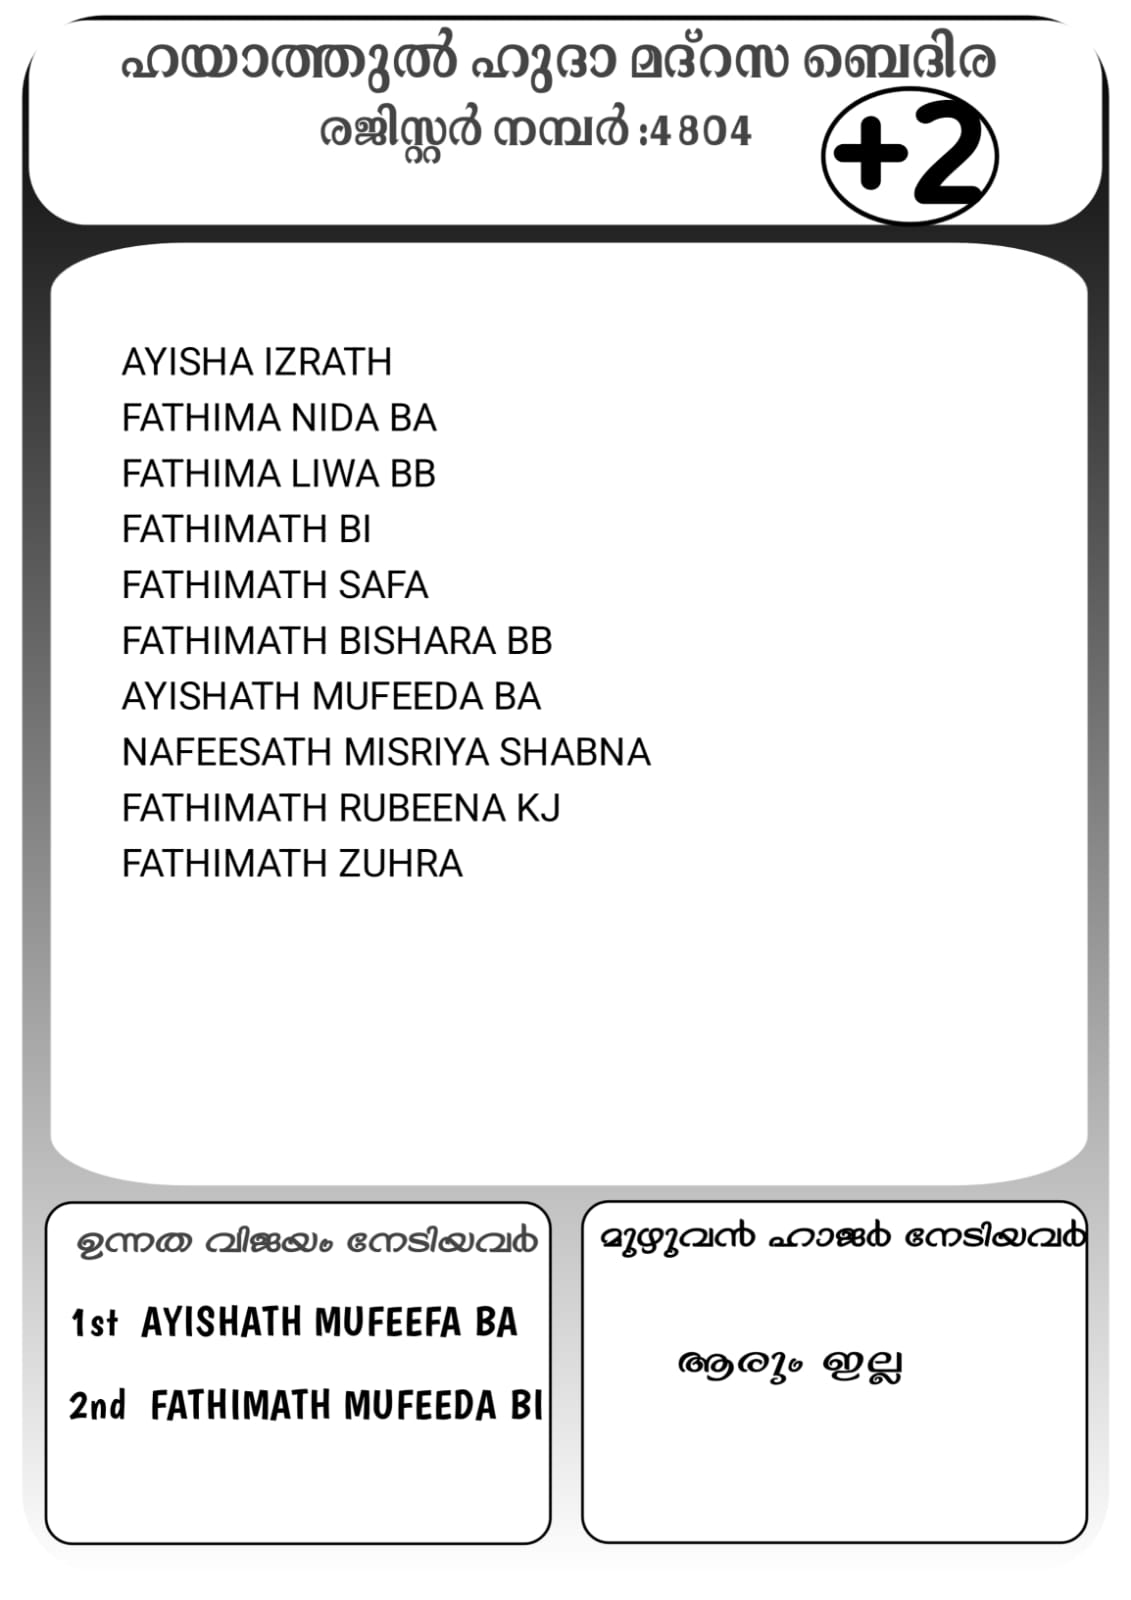 ഹയാത്തുൽ ഹുദാ മദ്റസ ബെദിര
രജിസ്റ്റർ നമ്പർ :4804
+2
AYISHA IZRATH
FATHIMA NIDA BA
FATHIMA LIWA BB
FATHIMATH BI
FATHIMATH SAFA
FATHIMATH BISHARA BB
AYISHATH MUFEEDA BA
NAFEESATH MISRIYA SHABNA
FATHIMATH RUBEENA KJ
FATHIMATH ZUHRA
ഉന്നത വിജയം നേടിയവർ
1st AYISHATH MUFEEFA BA
2nd FATHIMATH MUFEEDA BI
മുഴുവൻ ഹാജർ നേടിയവർ
ആരും ഇല്ല